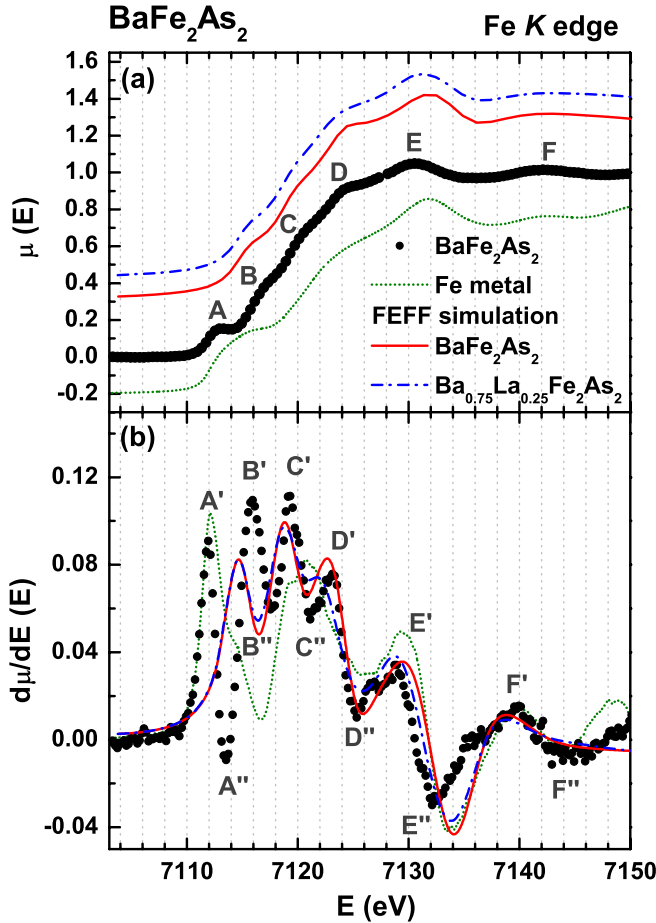 BaFe₂As₂ Fe K edge
(a)
1.6
1.4
1.2
1.0
0.8
0.6
0.4
0.2
0.0
-0.2
μ (E)
A
B
C
D
E
F
BaFe₂As₂
Fe metal
FEFF simulation
BaFe₂As₂
Ba₀.₇₅La₀.₂₅Fe₂As₂
(b)
0.12
0.08
0.04
0.00
-0.04
dμ/dE (E)
A'
B'
C'
D'
E'
F'
A"
B"
C"
D"
E"
F"
7110 7120 7130 7140 7150
E (eV)